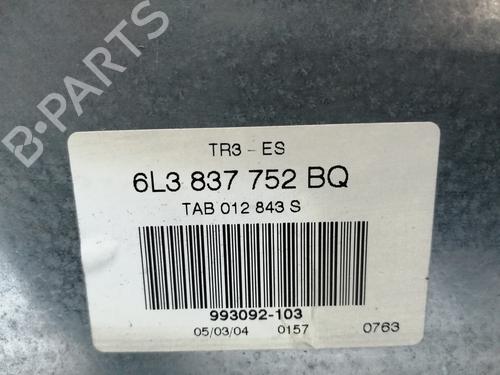 B-PARTS
TR3 - ES
6L3 837 752 BQ
TAB 012 843 S
993092-103
05/03/04 0157 0763